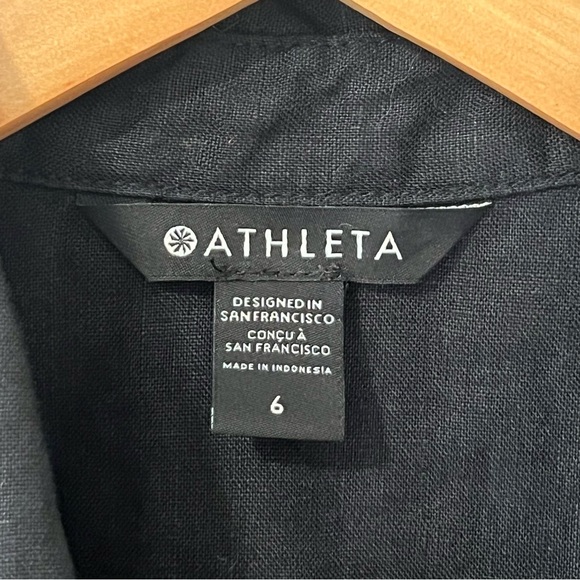 ATHLETA
DESIGNED IN
SAN FRANCISCO
CONÇU À
SAN FRANCISCO
MADE IN INDONESIA
6